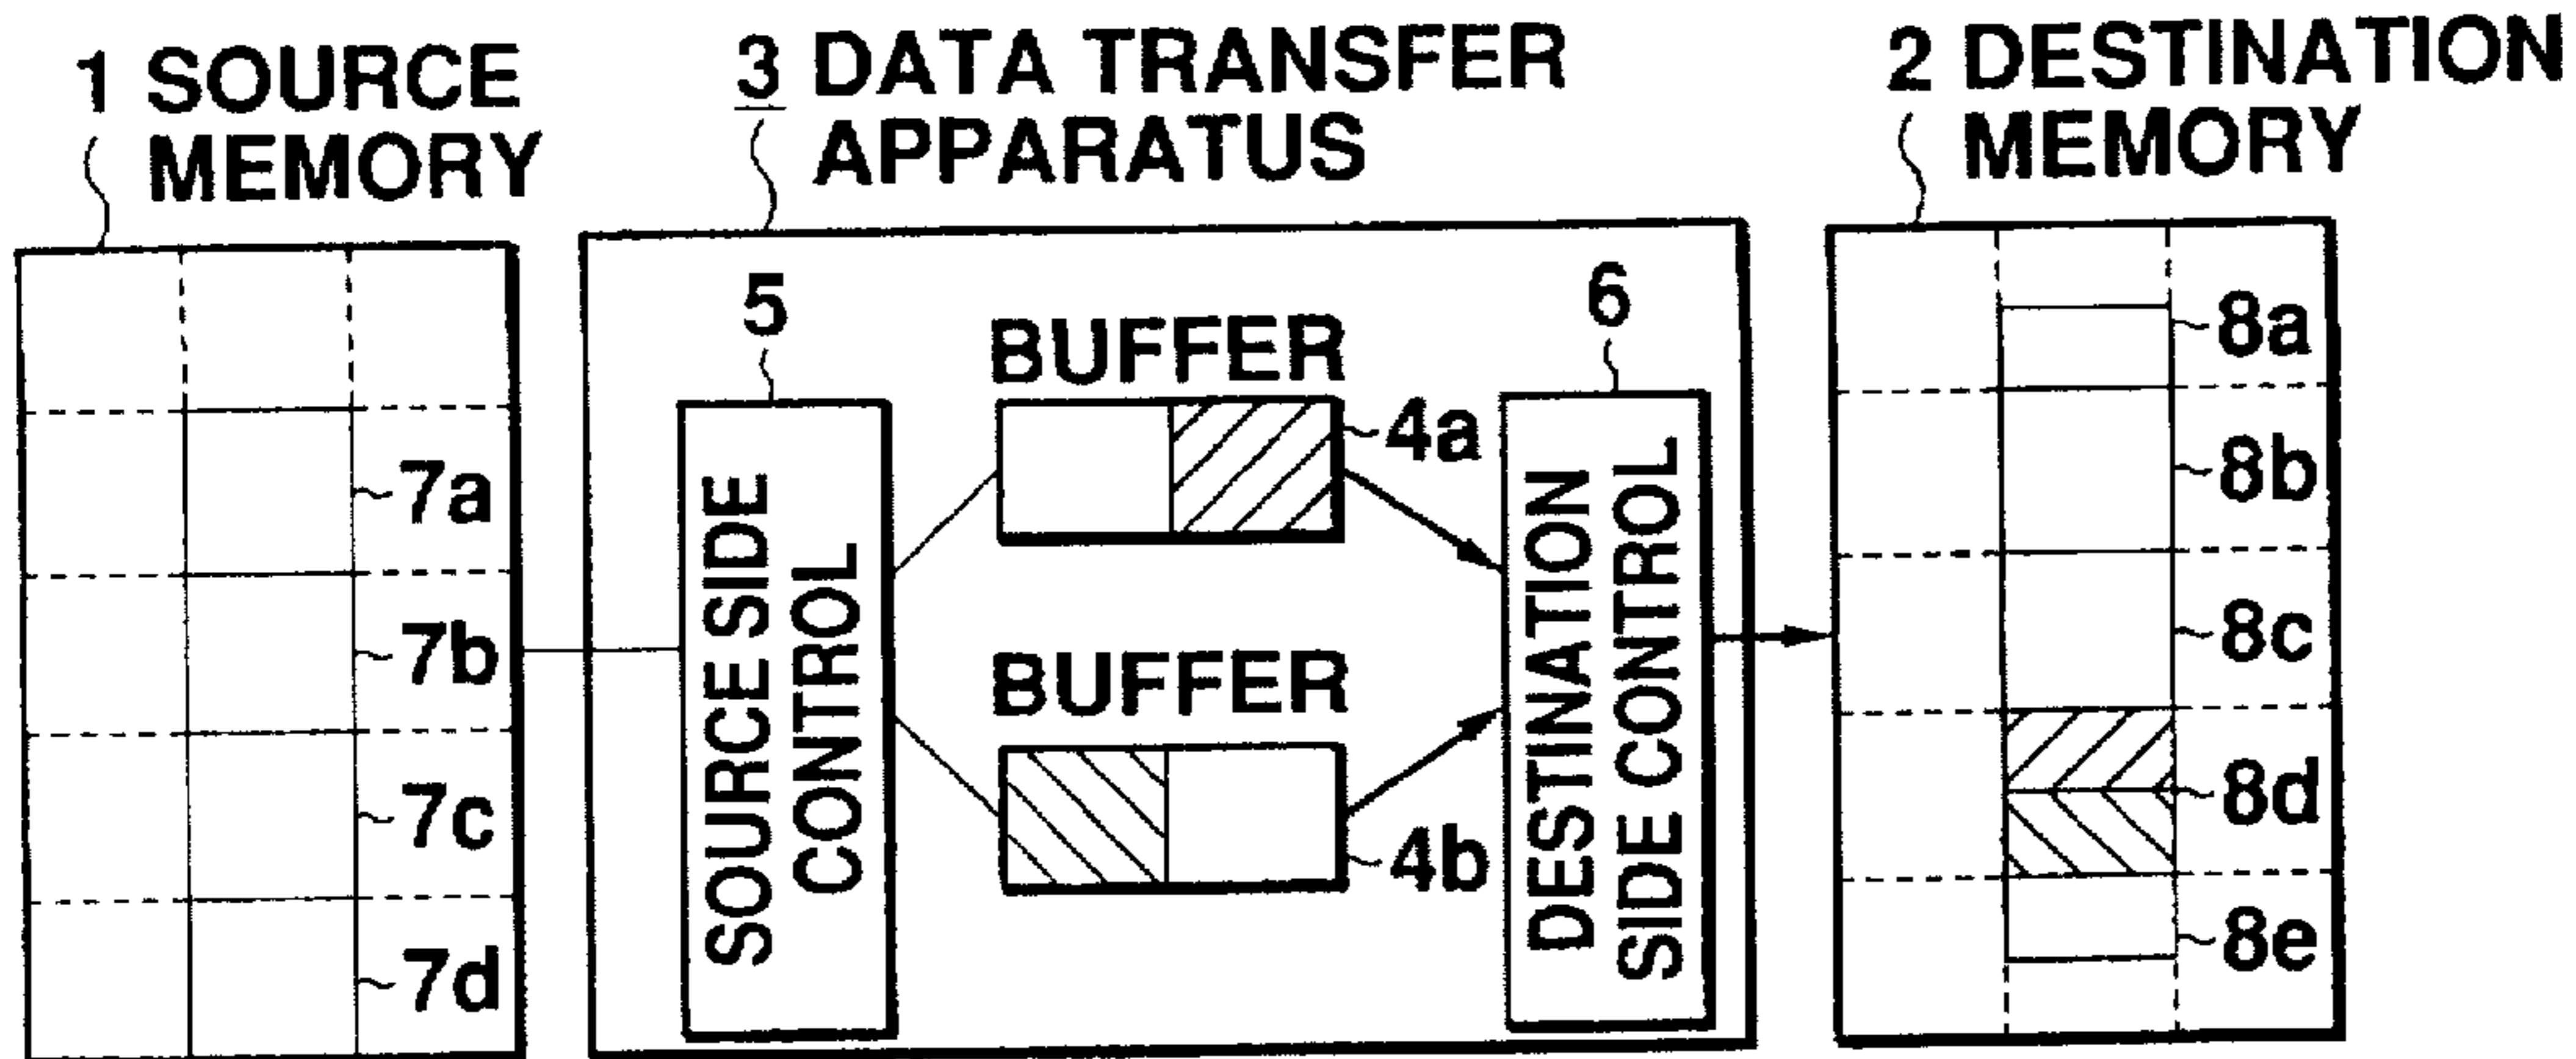 1 SOURCE
MEMORY
3 DATA TRANSFER
APPARATUS
2 DESTINATION
MEMORY
5
6
BUFFER
4a
BUFFER
4b
SOURCE SIDE
CONTROL
DESTINATION
SIDE CONTROL
7a
7b
7c
7d
8a
8b
8c
8d
8e